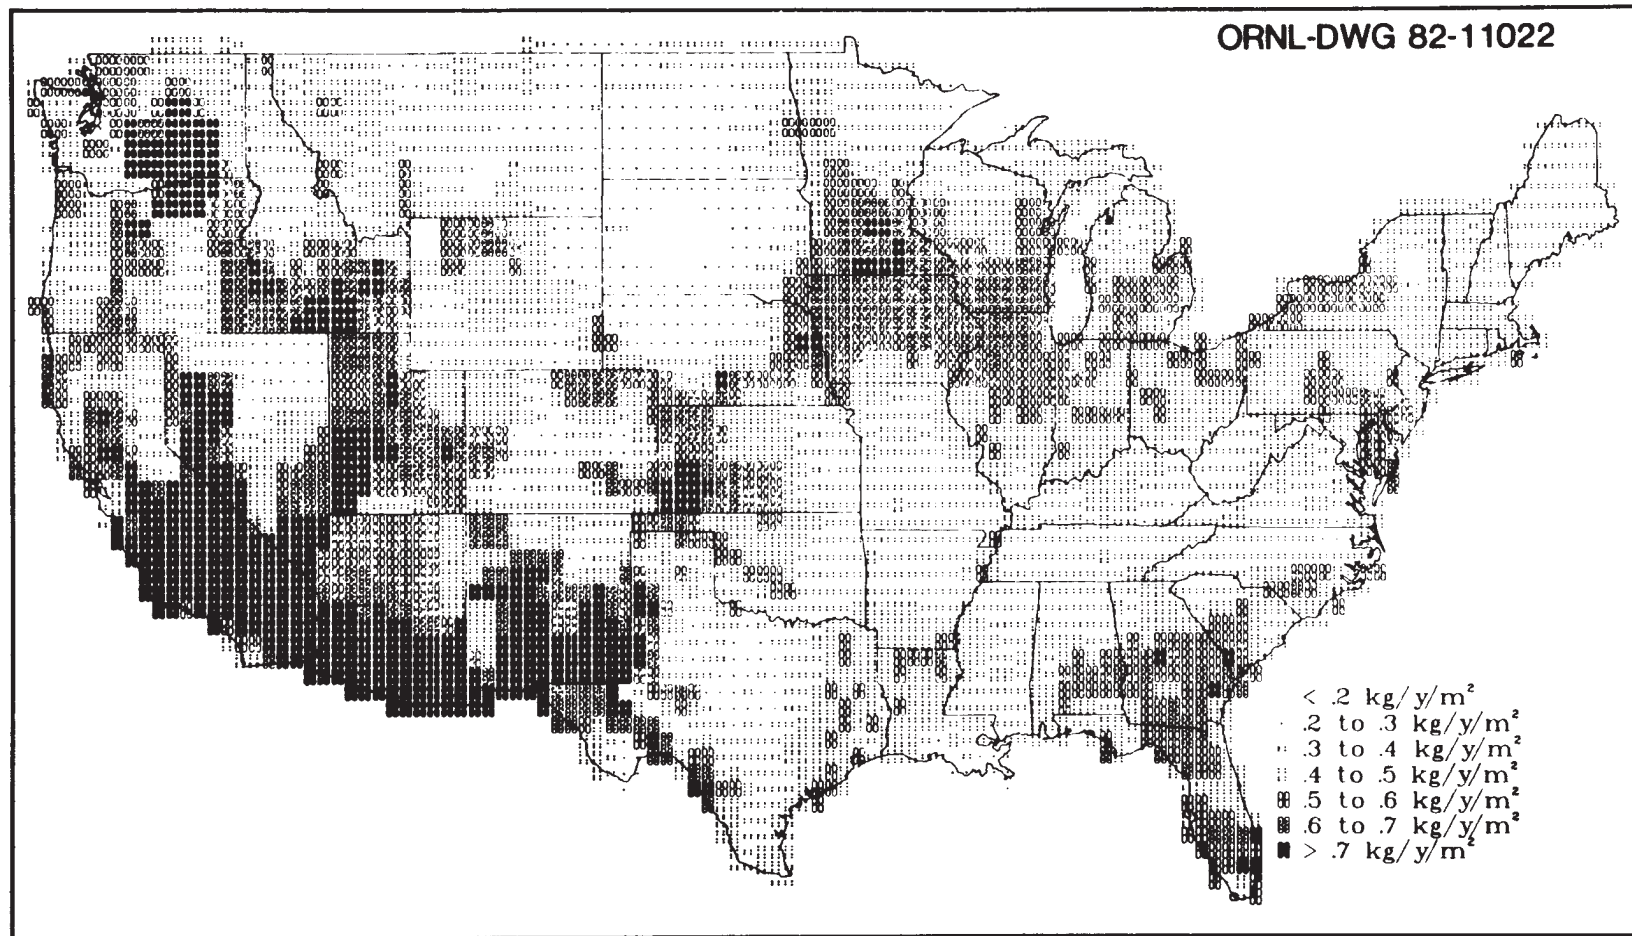 ORNL-DWG 82-11022
< .2 kg/y/m²
.2 to .3 kg/y/m²
.3 to .4 kg/y/m²
.4 to .5 kg/y/m²
.5 to .6 kg/y/m²
.6 to .7 kg/y/m²
> .7 kg/y/m²